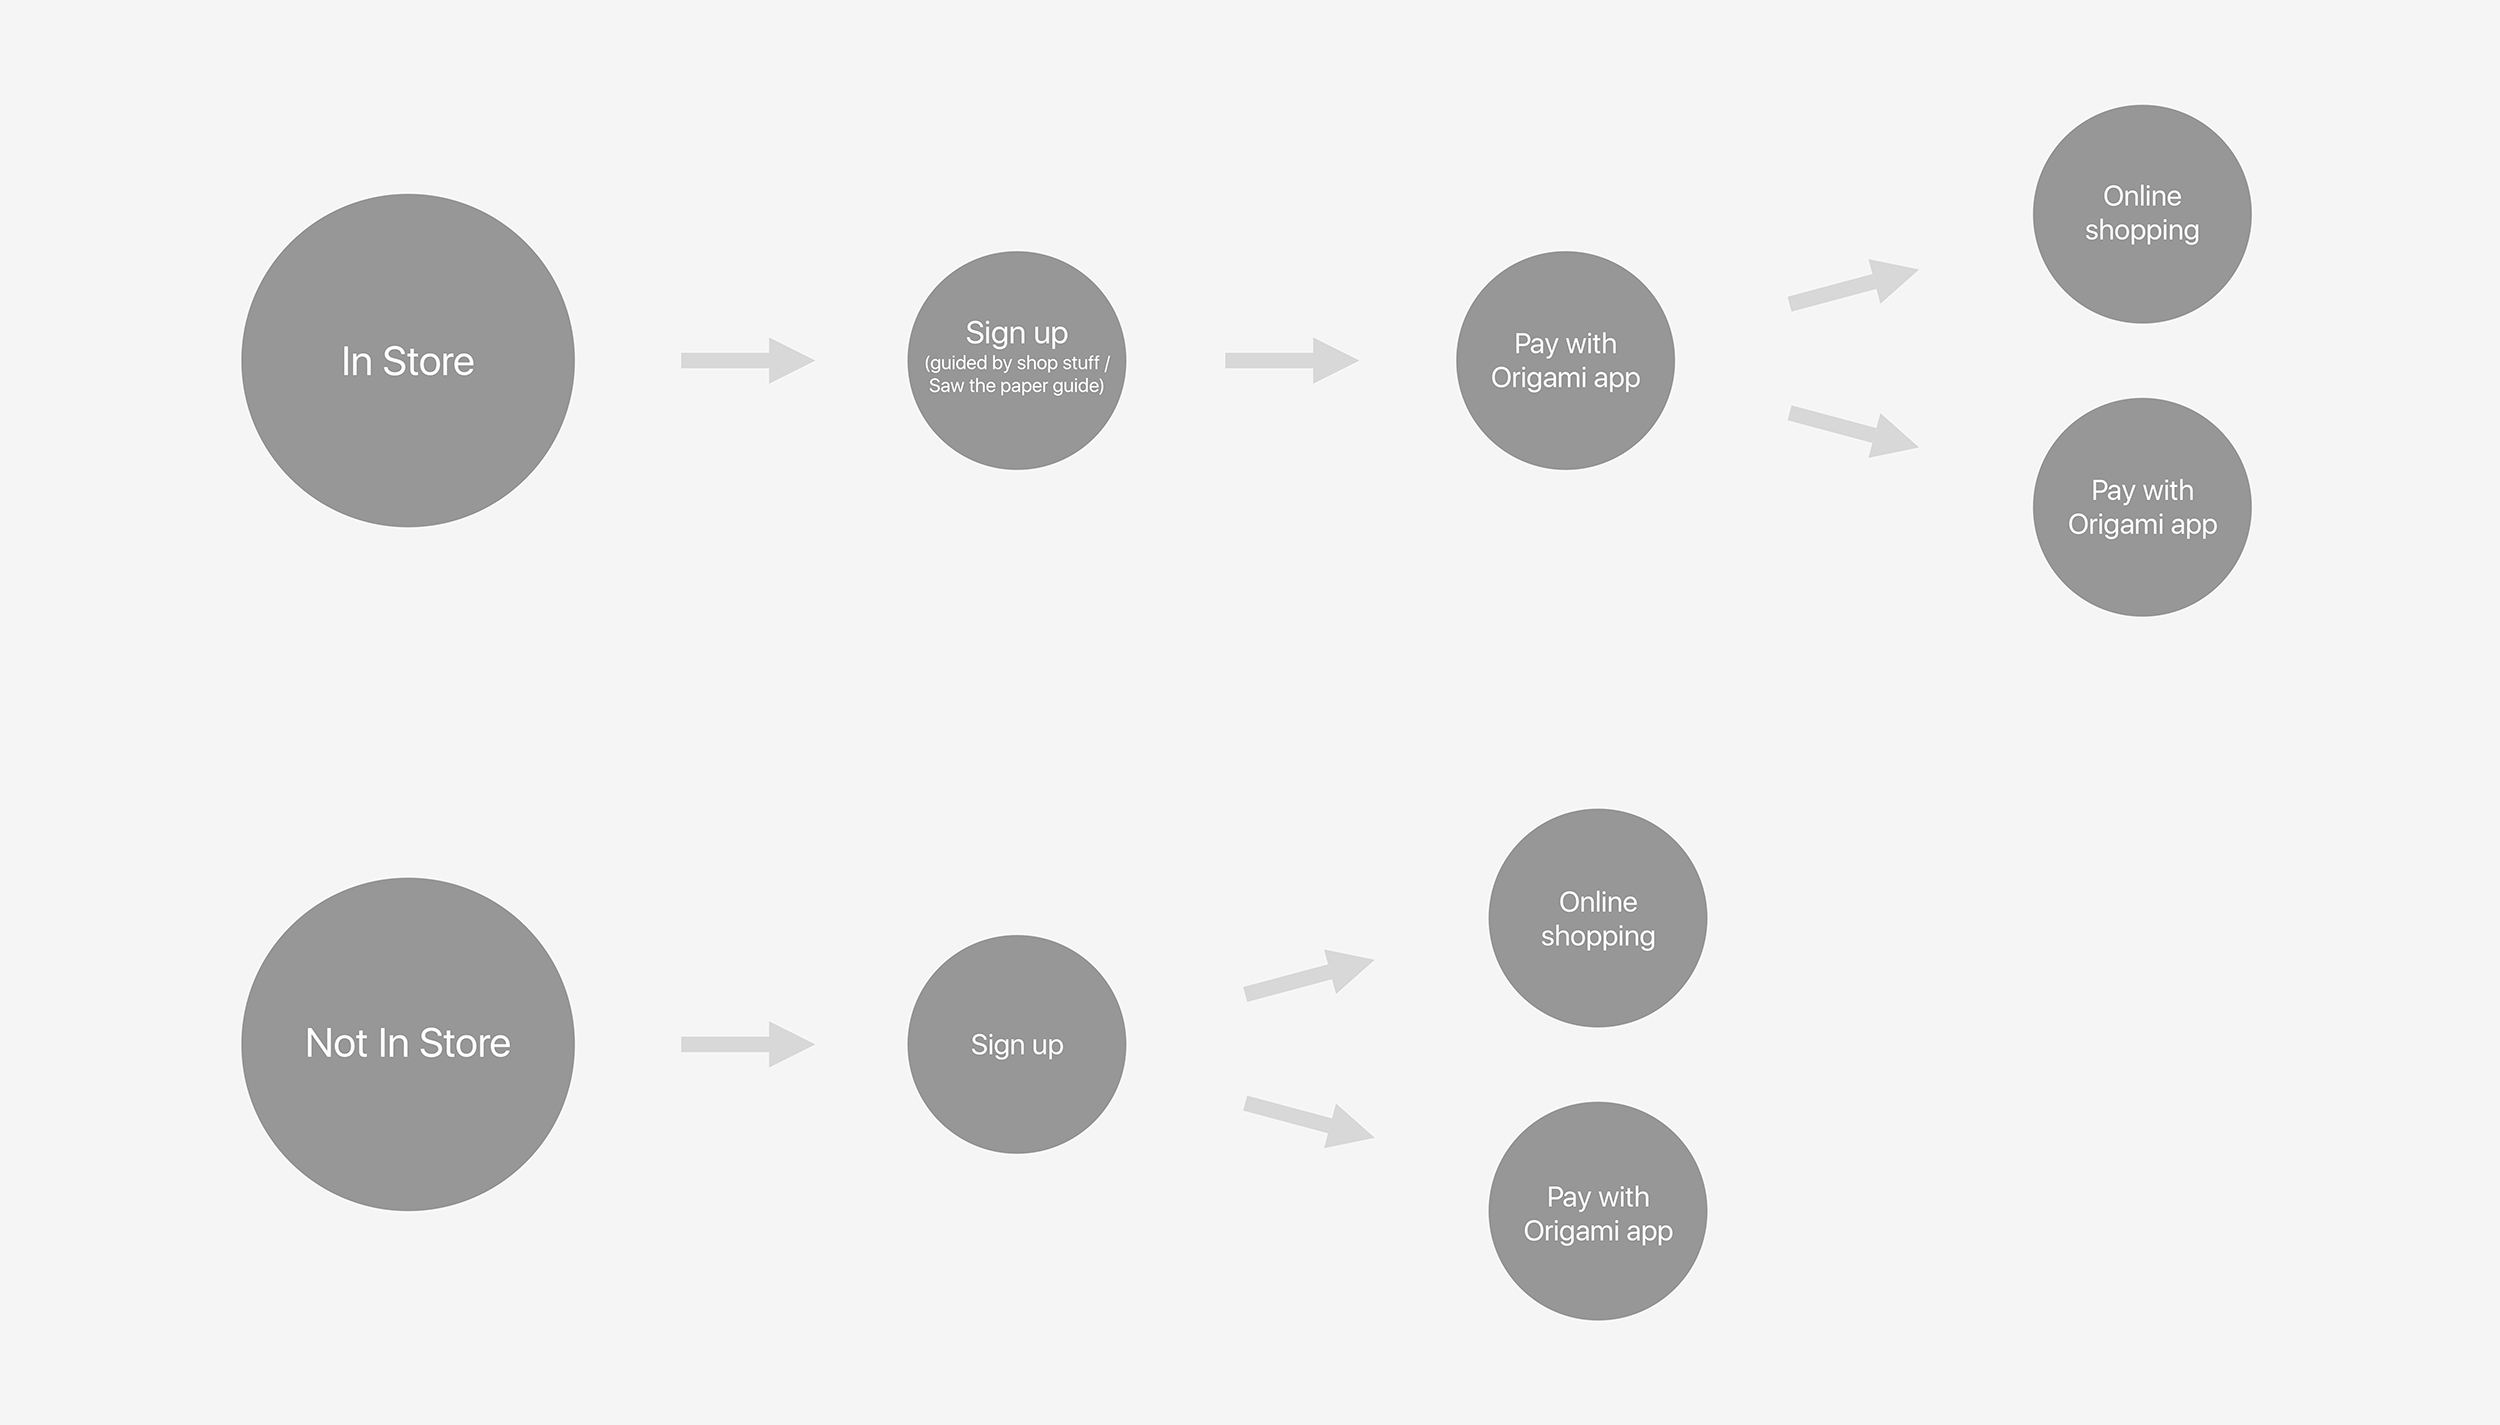 In Store
Sign up
(guided by shop stuff /
Saw the paper guide)
Pay with
Origami app
Online
shopping
Pay with
Origami app
Not In Store
Sign up
Online
shopping
Pay with
Origami app